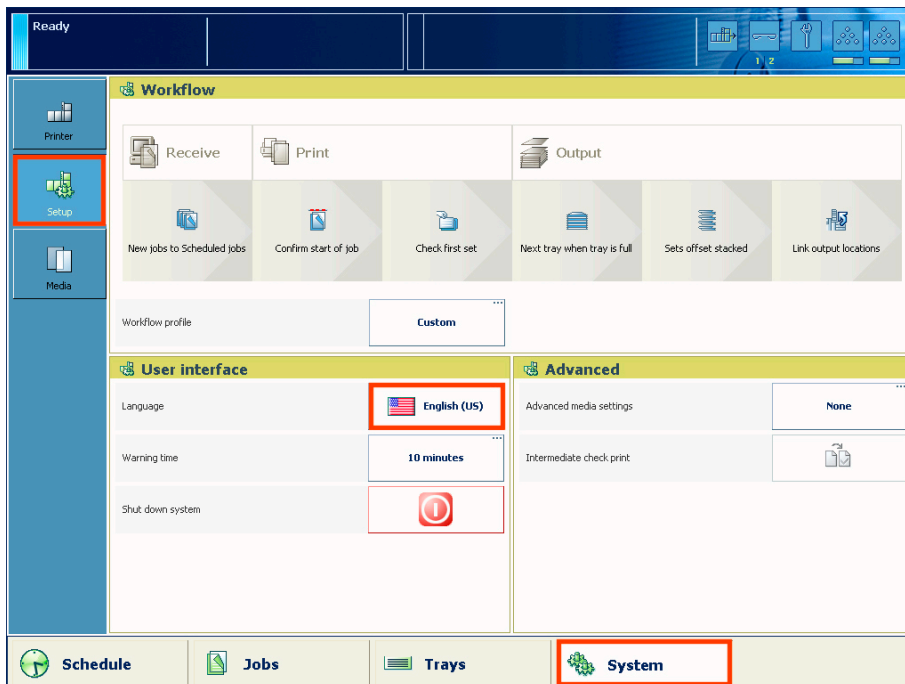 Ready
1 2
Workflow
Printer
Receive
Print
Output
Setup
New jobs to Scheduled jobs
Confirm start of job
Check first set
Next tray when tray is full
Sets offset stacked
Link output locations
Media
Workflow profile
Custom
User interface
Advanced
Language
English (US)
Advanced media settings
None
Warning time
10 minutes
Intermediate check print
Shut down system
Schedule
Jobs
Trays
System